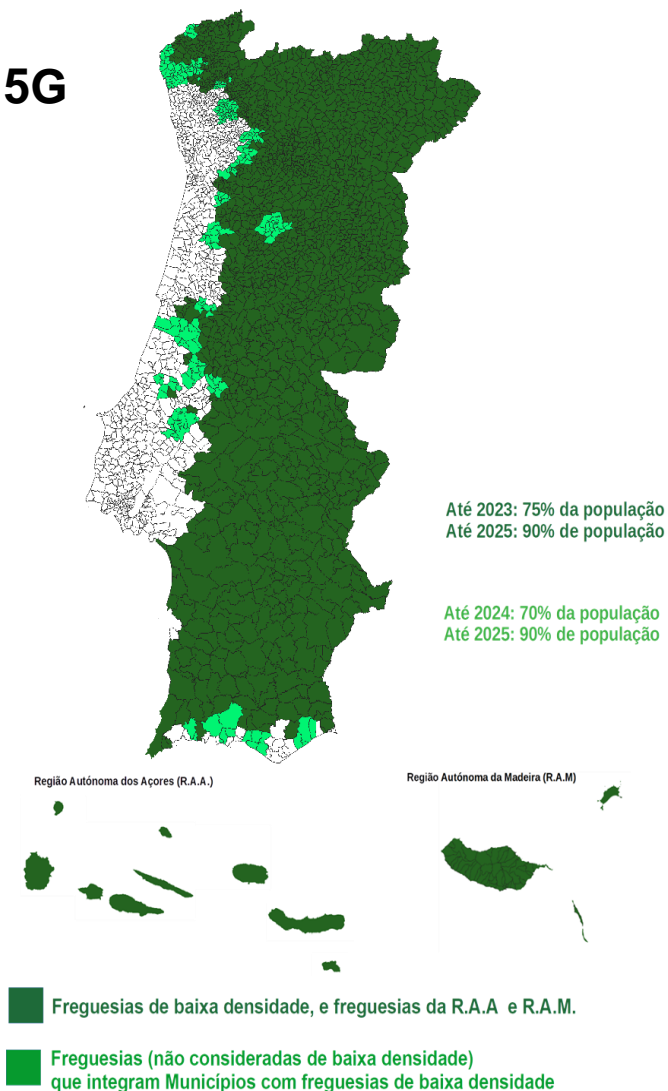 5G
Até 2023: 75% da população
Até 2025: 90% de população
Até 2024: 70% da população
Até 2025: 90% de população
Região Autónoma dos Açores (R.A.A.)
Região Autónoma da Madeira (R.A.M)
Freguesias de baixa densidade, e freguesias da R.A.A e R.A.M.
Freguesias (não consideradas de baixa densidade)
que integram Municípios com freguesias de baixa densidade